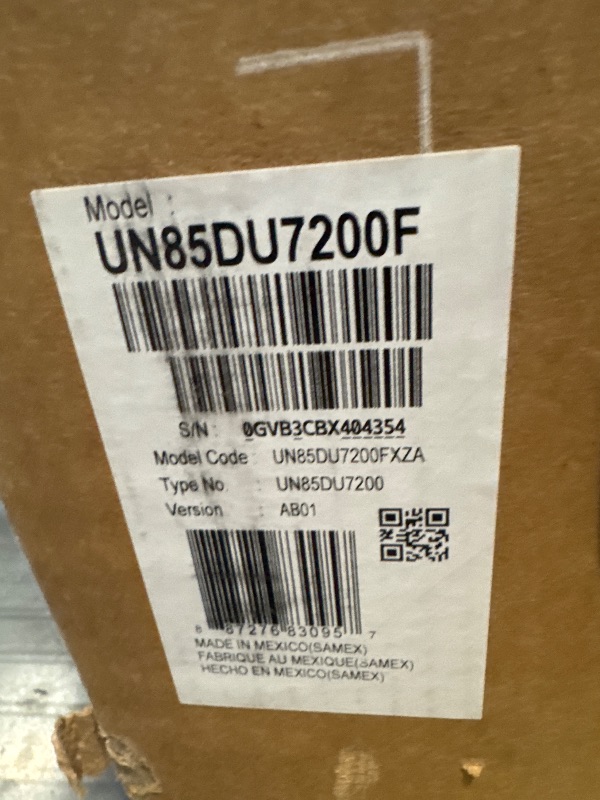 Model :
UN85DU7200F
S/N : 0GVB3CBX404354
Model Code : UN85DU7200FXZA
Type No. : UN85DU7200
Version : AB01
8 87276 83095 7
MADE IN MEXICO(SAMEX)
FABRIQUE AU MEXIQUE(SAMEX)
HECHO EN MEXICO(SAMEX)